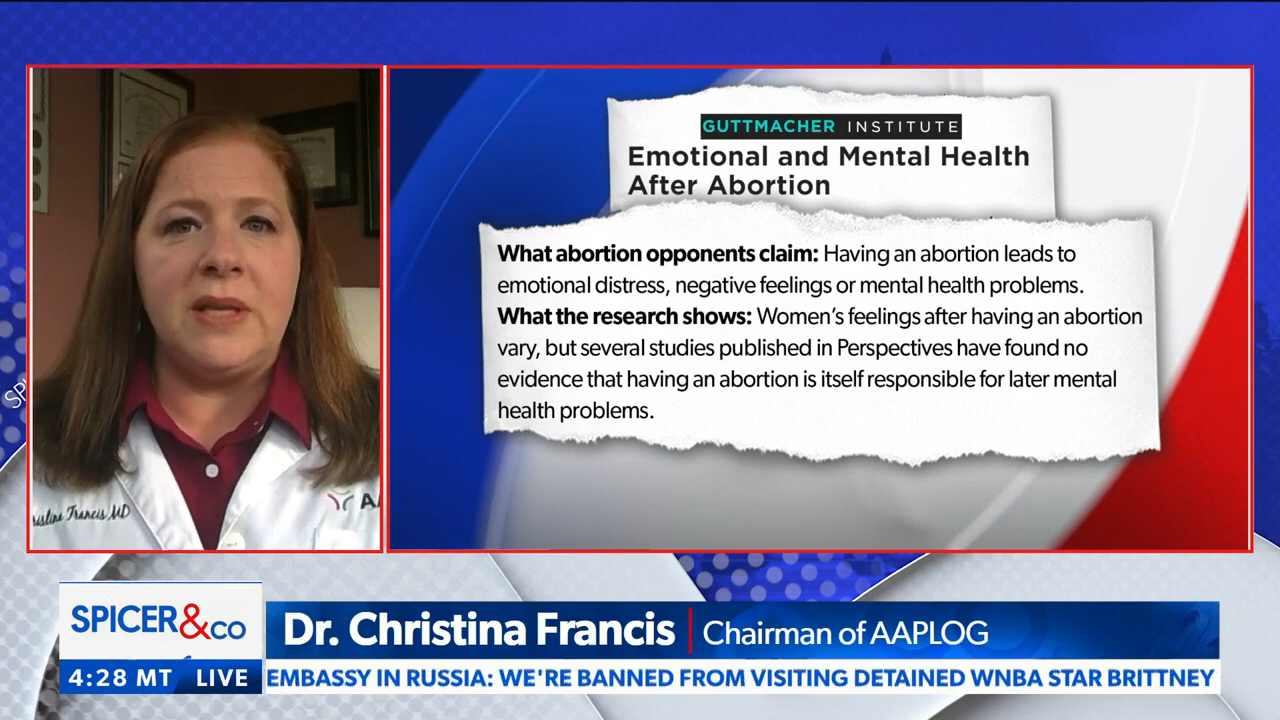 GUTTMACHER INSTITUTE
Emotional and Mental Health
After Abortion
What abortion opponents claim: Having an abortion leads to
emotional distress, negative feelings or mental health problems.
What the research shows: Women's feelings after having an abortion
vary, but several studies published in Perspectives have found no
evidence that having an abortion is itself responsible for later mental
health problems.
SP
istina Francis, MD
A
SPICER&CO
Dr. Christina Francis
Chairman of AAPLOG
4:28 MT LIVE
EMBASSY IN RUSSIA: WE'RE BANNED FROM VISITING DETAINED WNBA STAR BRITTNEY